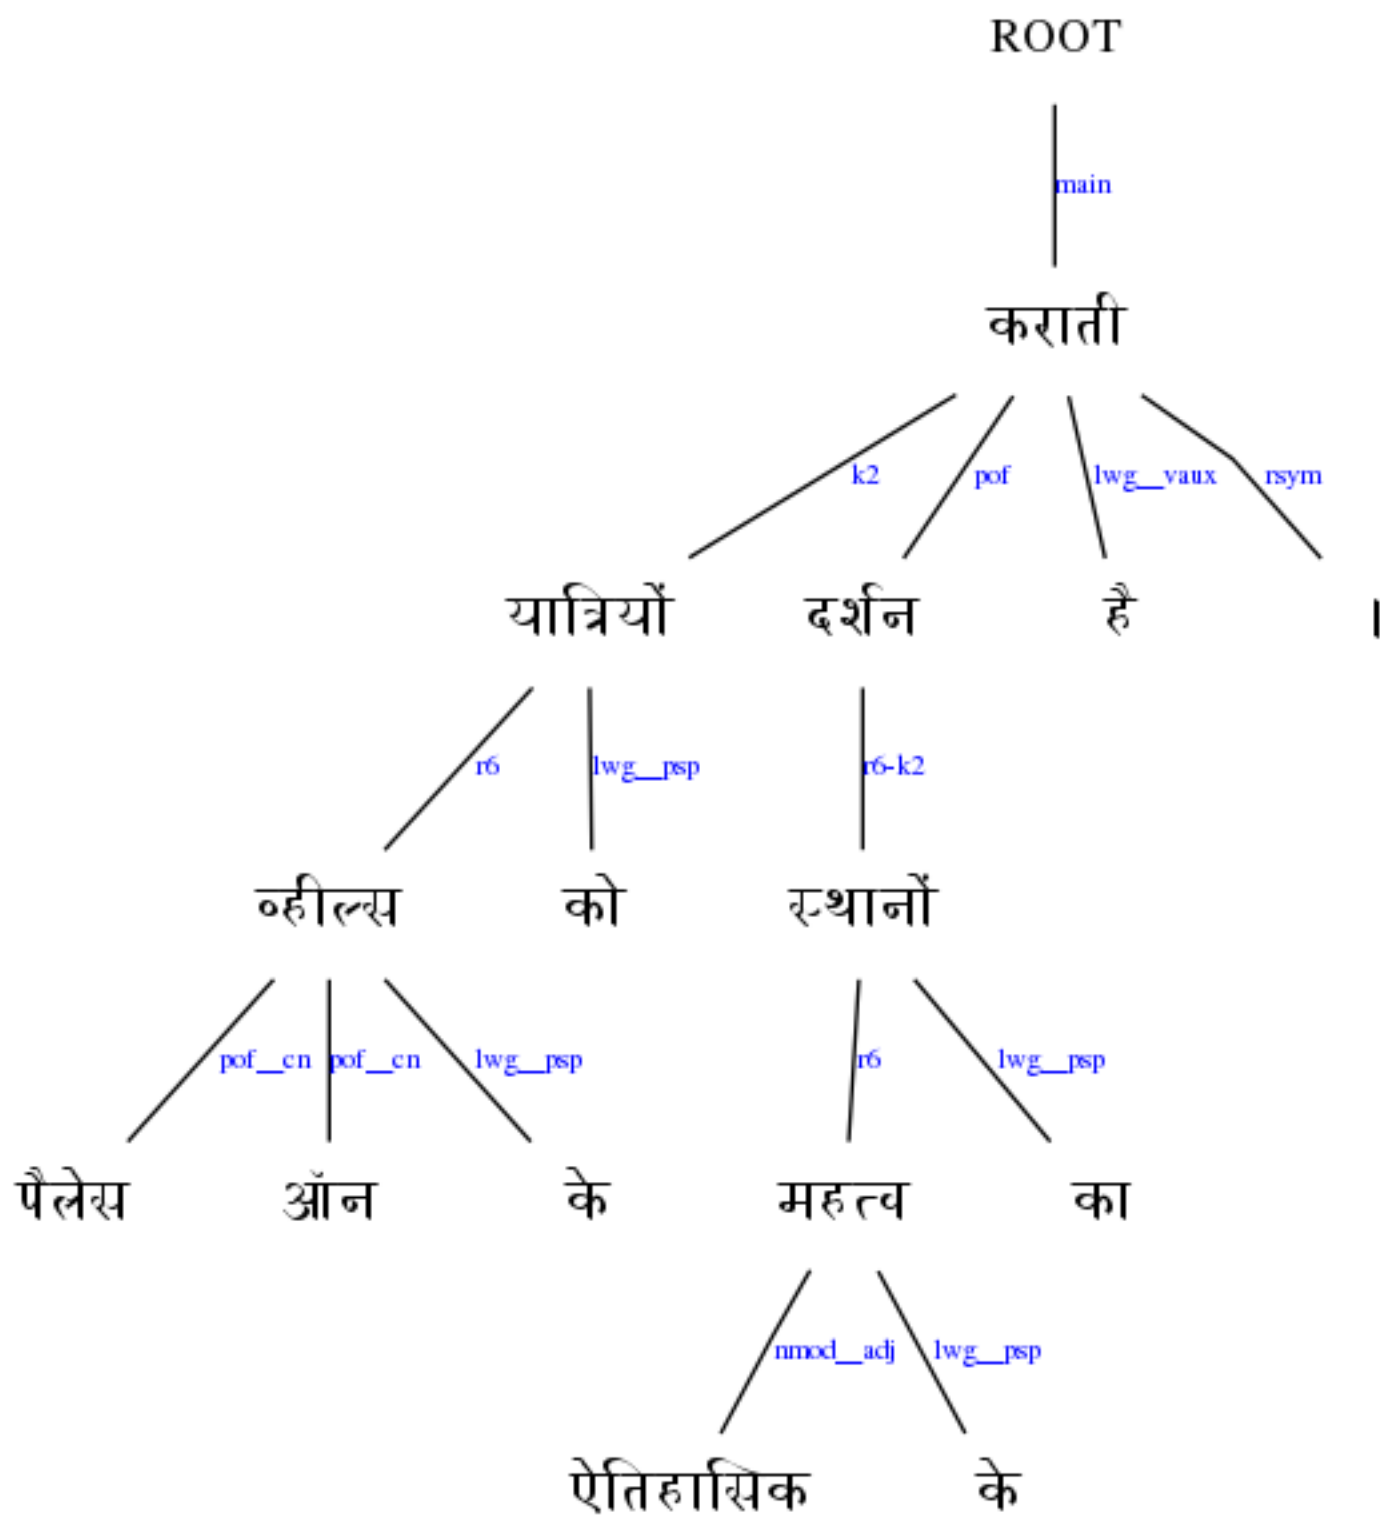 ROOT
main
कराती
k2 pof lwg__vaux rsym
यात्रियों दर्शन है ।
r6 lwg__psp r6-k2
व्हील्स को स्थानों
pof__cn pof__cn lwg__psp r6 lwg__psp
पैलेस ऑन के महत्व का
nmod__adj lwg__psp
ऐतिहासिक के